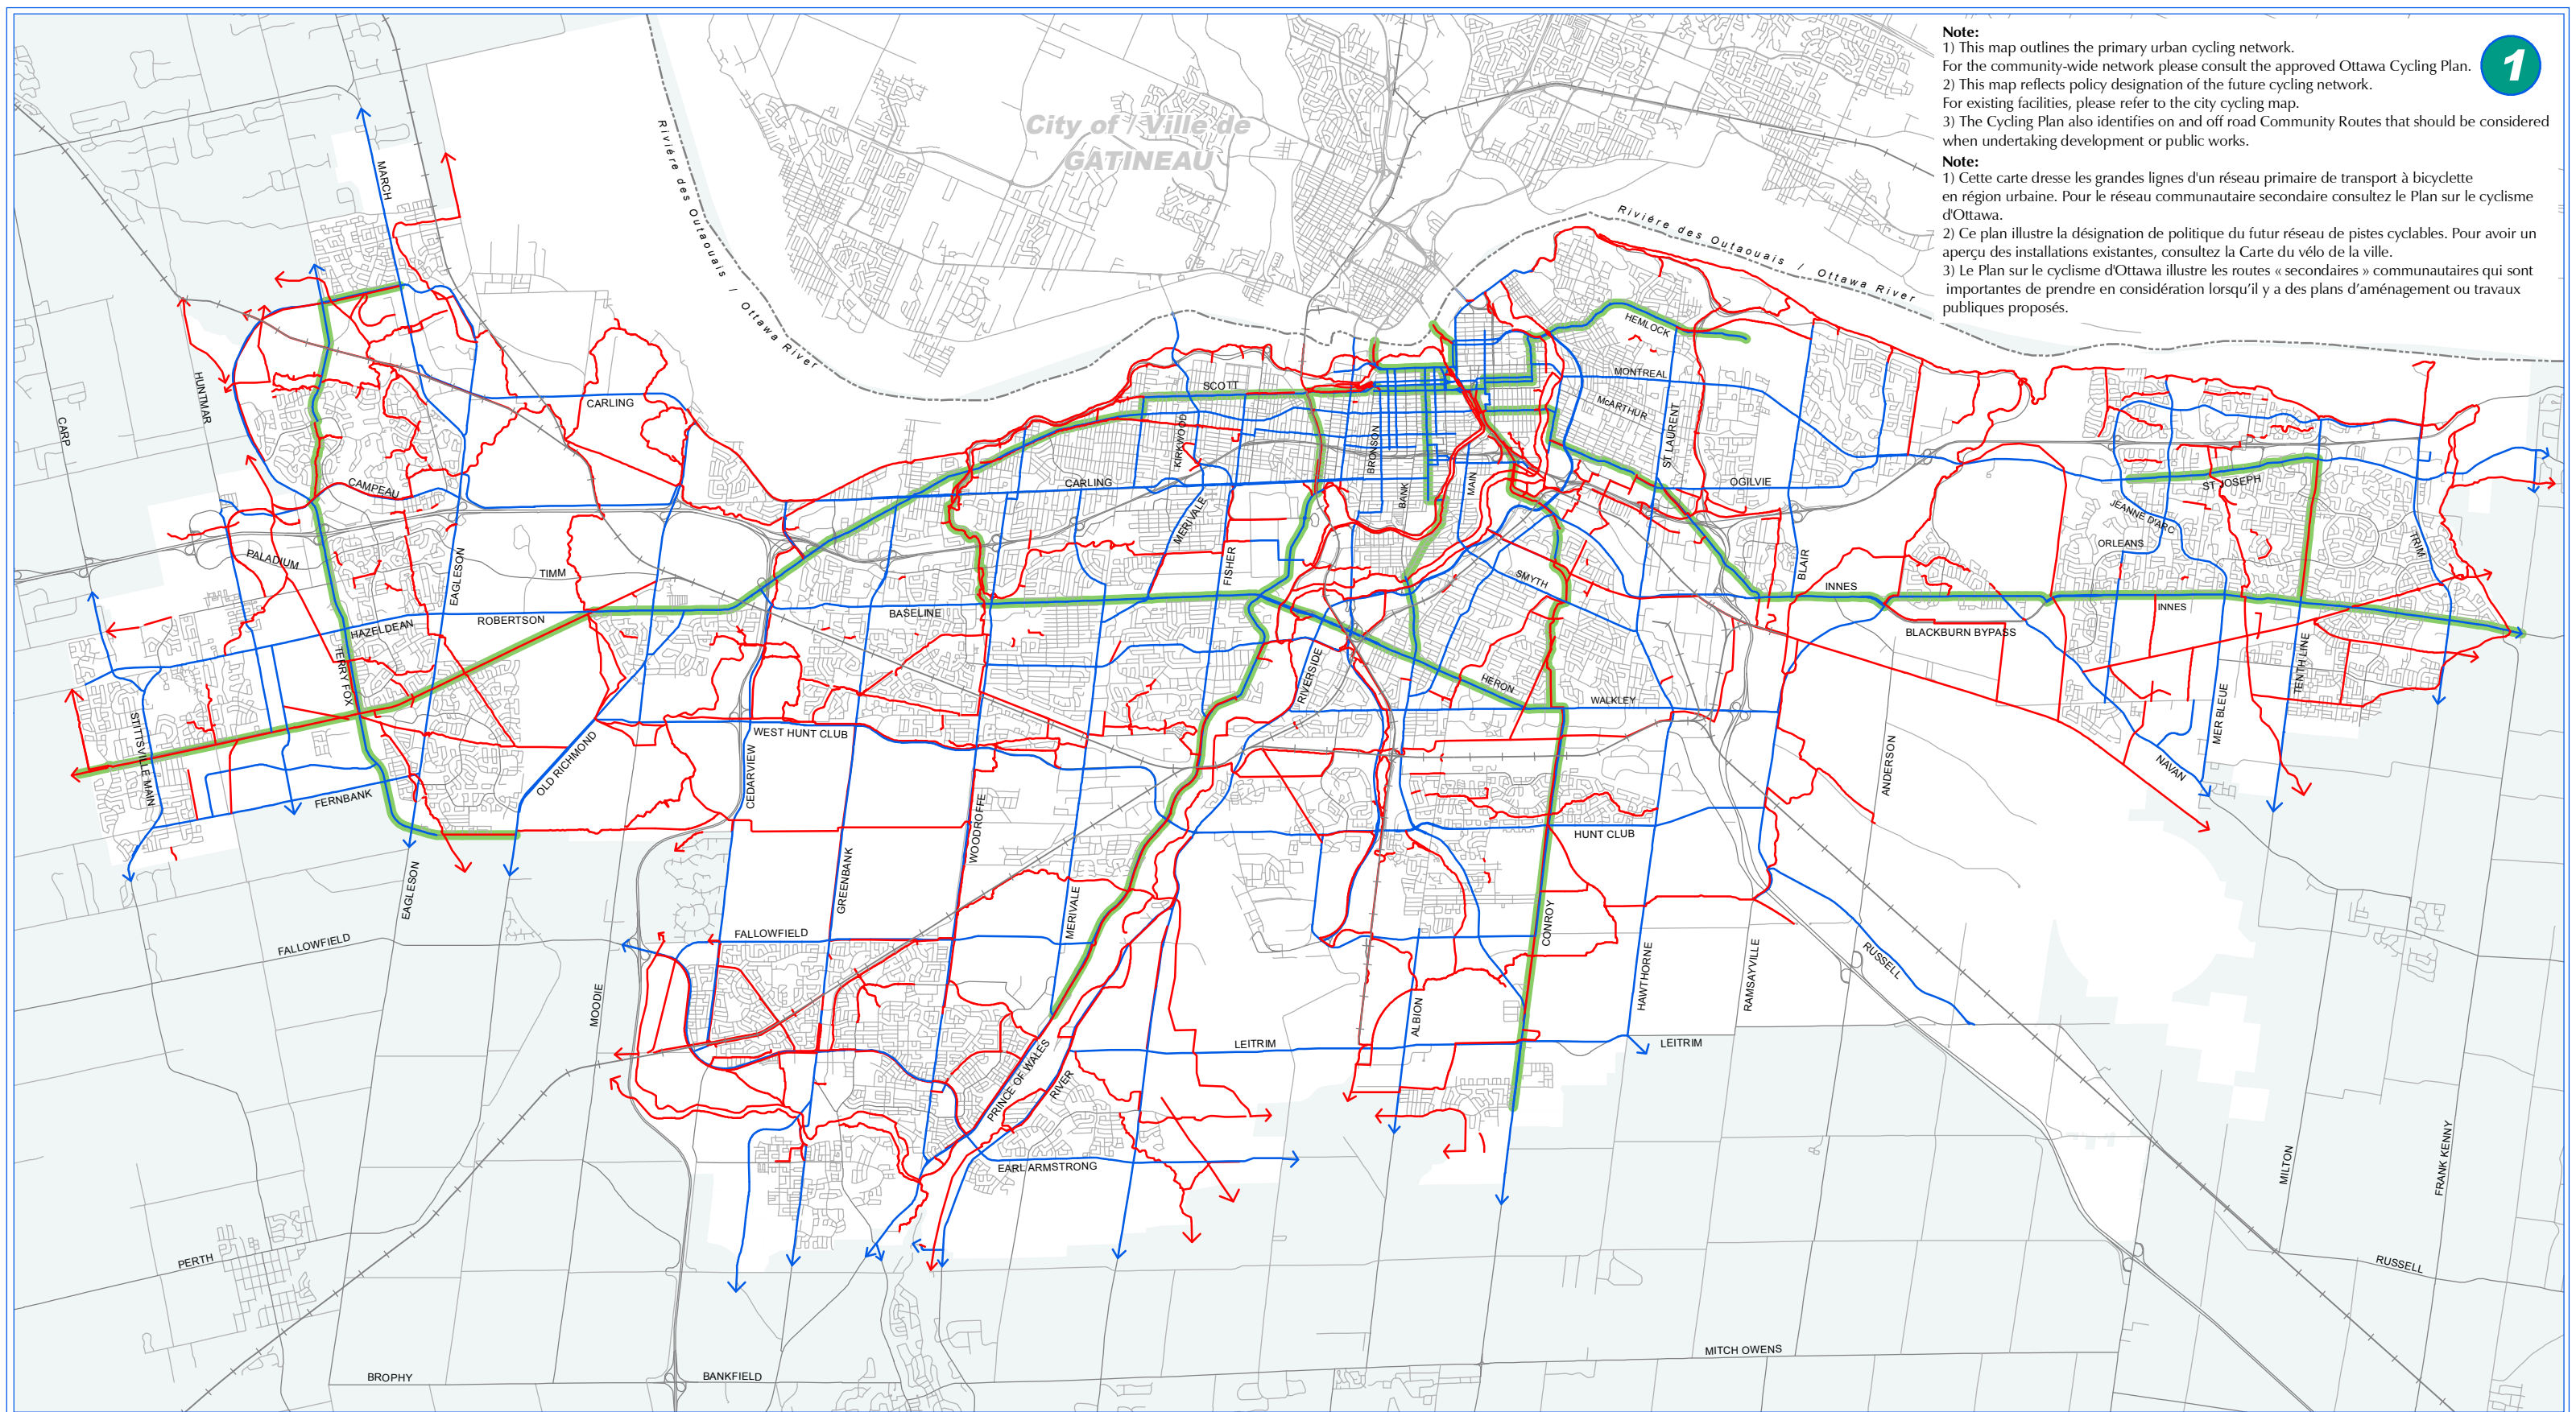 Note:
1) This map outlines the primary urban cycling network.
For the community-wide network please consult the approved Ottawa Cycling Plan.
2) This map reflects policy designation of the future cycling network.
For existing facilities, please refer to the city cycling map.
3) The Cycling Plan also identifies on and off road Community Routes that should be considered
when undertaking development or public works.
Note:
1) Cette carte dresse les grandes lignes d'un réseau primaire de transport à bicyclette
en région urbaine. Pour le réseau communautaire secondaire consultez le Plan sur le cyclisme
d'Ottawa.
2) Ce plan illustre la désignation de politique du futur réseau de pistes cyclables. Pour avoir un
aperçu des installations existantes, consultez la Carte du vélo de la ville.
3) Le Plan sur le cyclisme d'Ottawa illustre les routes « secondaires » communautaires qui sont
importantes de prendre en considération lorsqu'il y a des plans d'aménagement ou travaux
publiques proposés.
1
City of / Ville de
GATINEAU
Rivière des Outaouais / Ottawa River
Rivière des Outaouais / Ottawa River
MARCH
HUNTMAR
CARP
CARLING
CAMPEAU
PALADIUM
EAGLESON
TIMM
HAZELDEAN
ROBERTSON
TERRY FOX
STITTSVILLE MAIN
FERNBANK
OLD RICHMOND
EAGLESON
FALLOWFIELD
MOODIE
PERTH
BROPHY
BANKFIELD
SCOTT
KIRKWOOD
CARLING
MERIVALE
FISHER
BASELINE
WEST HUNT CLUB
CEDARVIEW
GREENBANK
WOODROFFE
MERIVALE
FALLOWFIELD
PRINCE OF WALES
RIVER
EARL ARMSTRONG
LEITRIM
BRONSON
BANK
MAIN
HEMLOCK
MONTREAL
McARTHUR
ST LAURENT
OGILVIE
SMYTH
BLAIR
RIVERSIDE
HERON
WALKLEY
HUNT CLUB
CONROY
ALBION
HAWTHORNE
RAMSAYVILLE
LEITRIM
ANDERSON
RUSSELL
INNES
BLACKBURN BYPASS
ST JOSEPH
JEANNE D'ARC
ORLEANS
INNES
TRIM
TENTH LINE
MER BLEUE
NAVAN
MILTON
FRANK KENNY
RUSSELL
MITCH OWENS